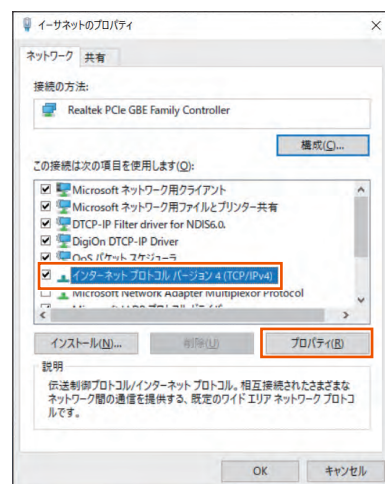 イーサネットのプロパティ
ネットワーク 共有
接続の方法:
Realtek PCIe GBE Family Controller
構成(C)...
この接続は次の項目を使用します(O):
Microsoft ネットワーク用クライアント
Microsoft ネットワーク用ファイルとプリンター共有
DTCP-IP Filter driver for NDIS6.0.
DigiOn DTCP-IP Driver
QoS パケット スケジューラ
インターネット プロトコル バージョン 4 (TCP/IPv4)
Microsoft Network Adapter Multiplexor Protocol
インストール(N)... 削除(U) プロパティ(R)
説明
伝送制御プロトコル/インターネット プロトコル。相互接続されたさまざまな
ネットワーク間の通信を提供する、既定のワイド エリア ネットワーク プロトコ
ルです。
OK キャンセル